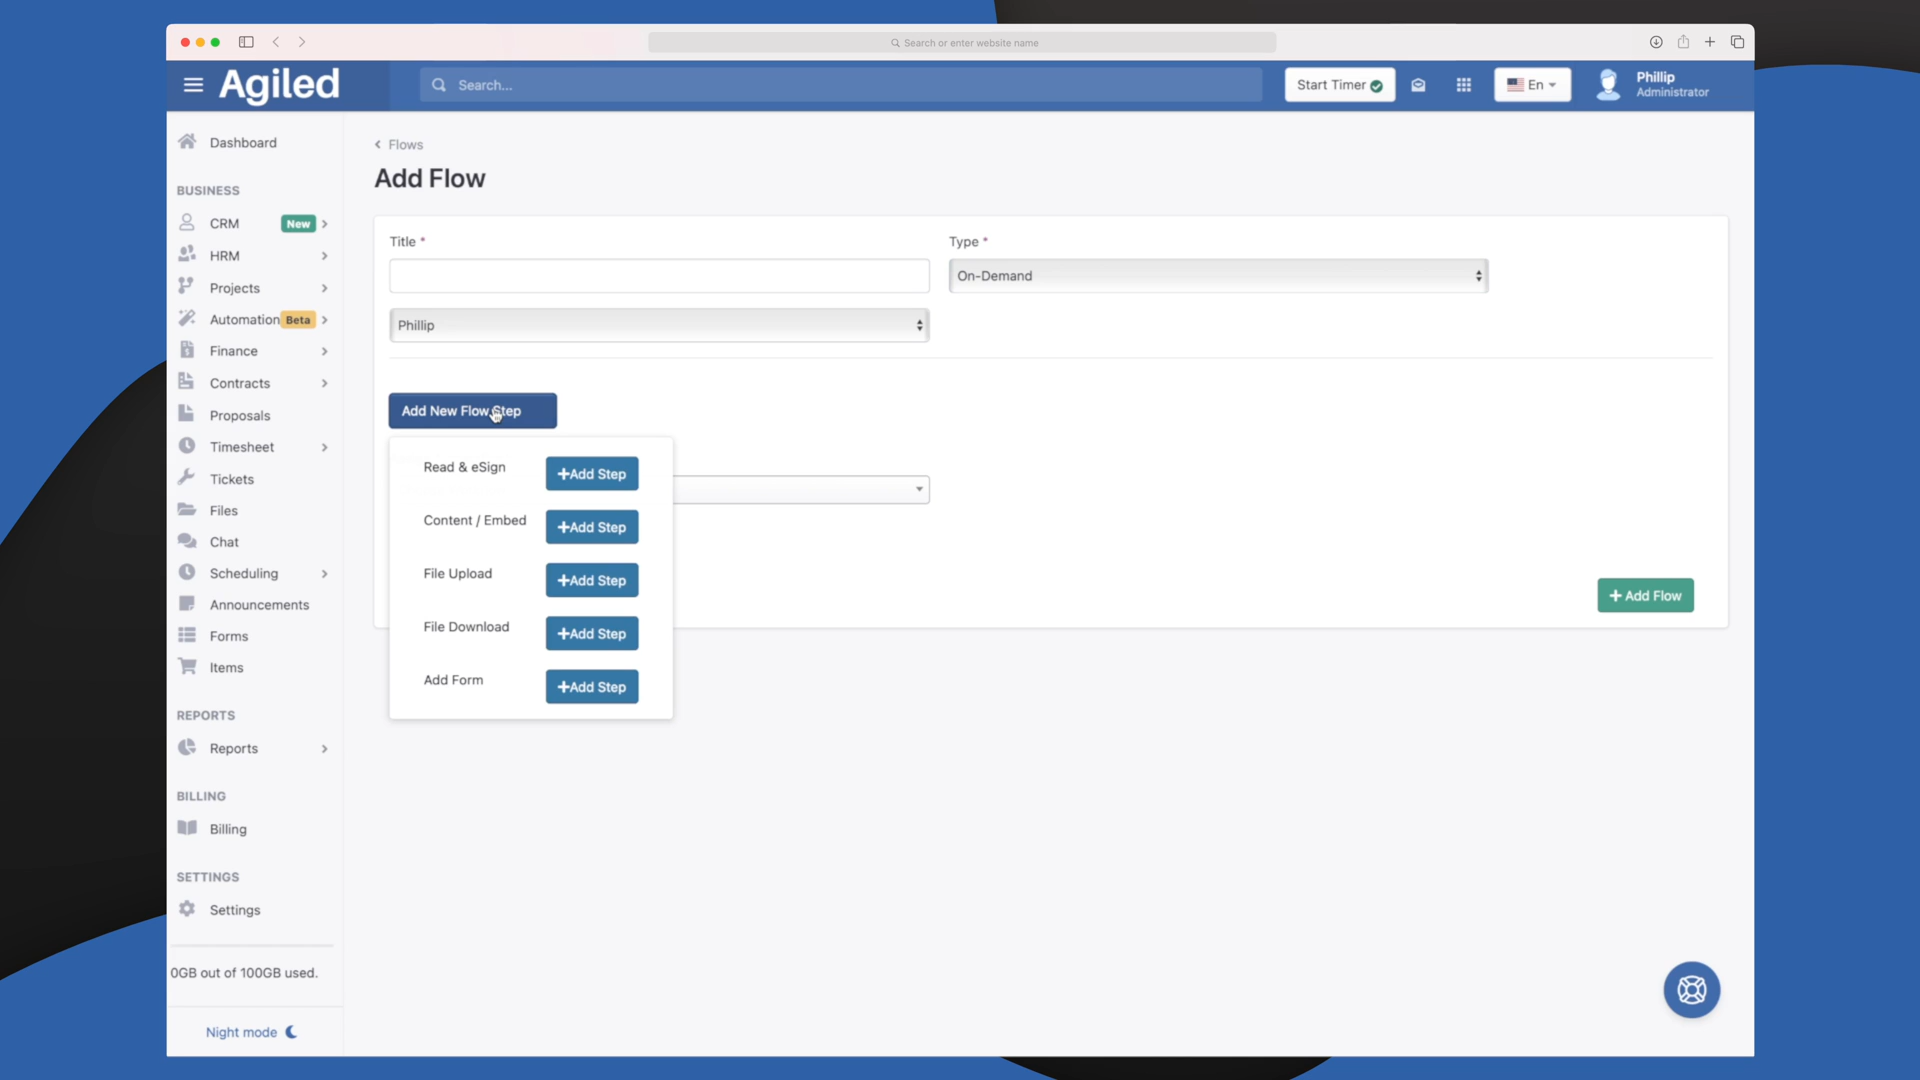 Search or enter website name
Agiled
Search...
Start Timer
En
Phillip
Administrator
Dashboard
BUSINESS
CRM New
HRM
Projects
Automation Beta
Finance
Contracts
Proposals
Timesheet
Tickets
Files
Chat
Scheduling
Announcements
Forms
Items
REPORTS
Reports
BILLING
Billing
SETTINGS
Settings
0GB out of 100GB used.
Night mode
Flows
Add Flow
Title *
Type *
On-Demand
Phillip
Add New Flow Step
Read & eSign +Add Step
Content / Embed +Add Step
File Upload +Add Step
File Download +Add Step
Add Form +Add Step
+ Add Flow